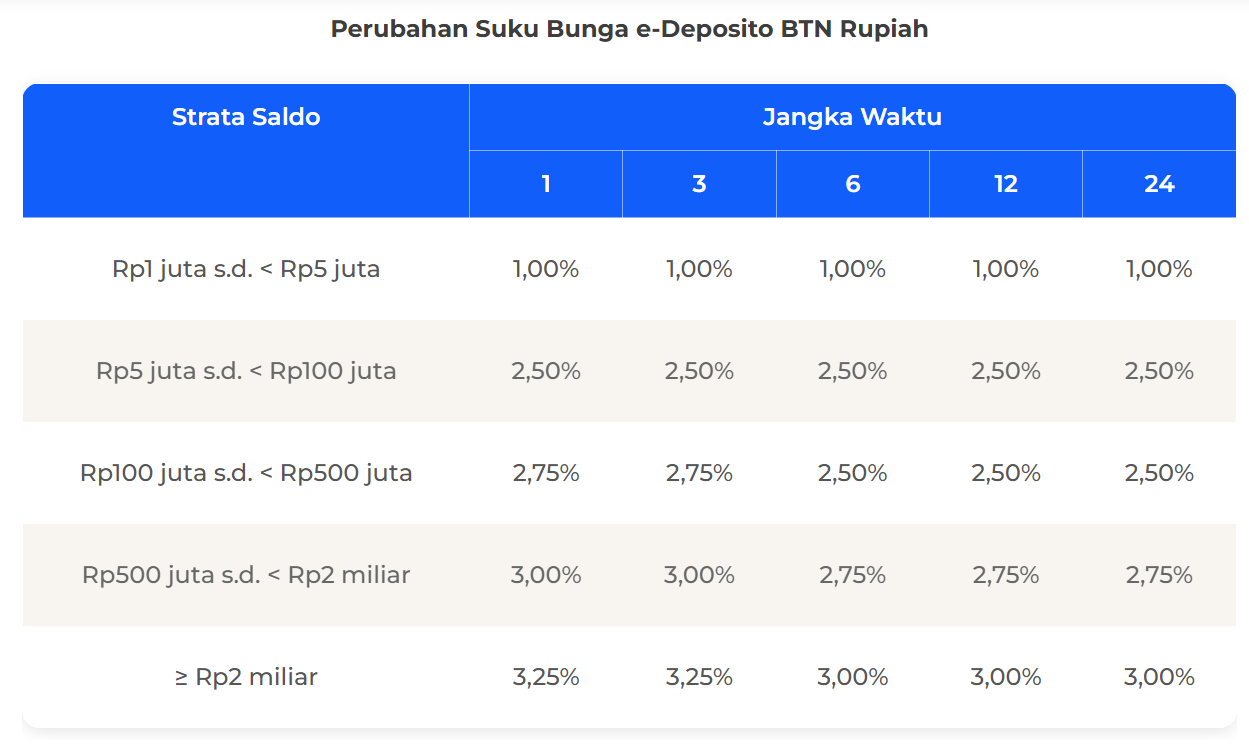 Perubahan Suku Bunga e-Deposito BTN Rupiah
Strata Saldo Jangka Waktu
1 3 6 12 24
Rp1 juta s.d. < Rp5 juta 1,00% 1,00% 1,00% 1,00% 1,00%
Rp5 juta s.d. < Rp100 juta 2,50% 2,50% 2,50% 2,50% 2,50%
Rp100 juta s.d. < Rp500 juta 2,75% 2,75% 2,50% 2,50% 2,50%
Rp500 juta s.d. < Rp2 miliar 3,00% 3,00% 2,75% 2,75% 2,75%
≥ Rp2 miliar 3,25% 3,25% 3,00% 3,00% 3,00%